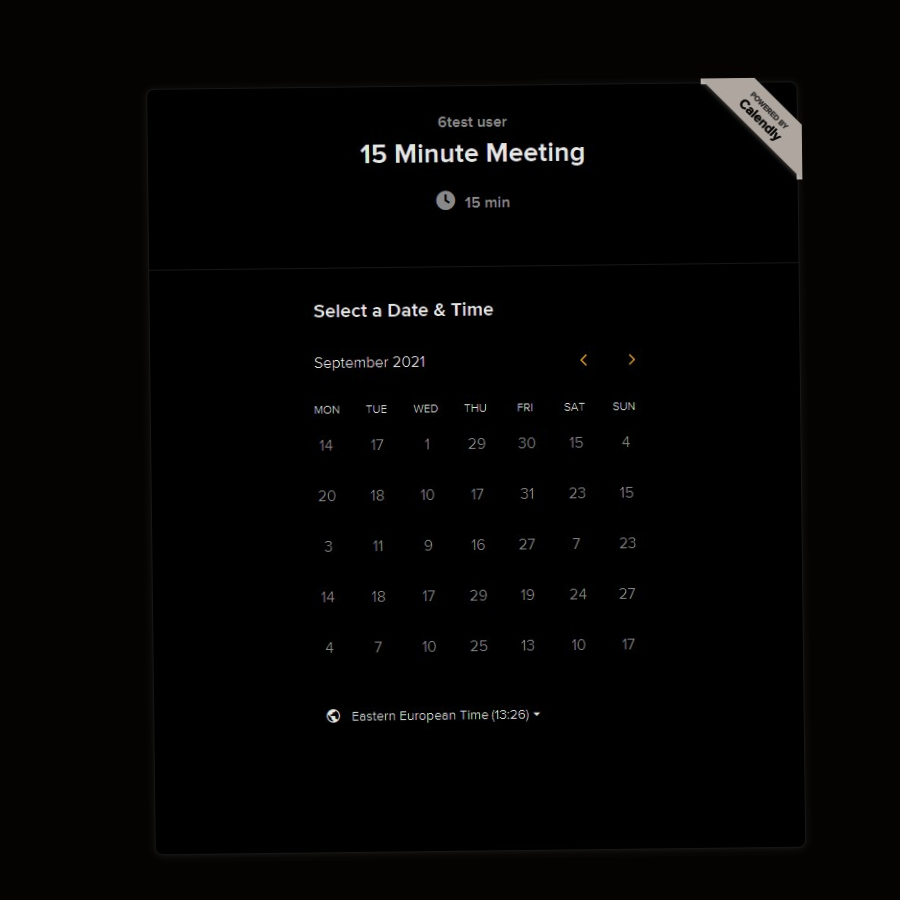 POWERED BY
Calendly
6test user
15 Minute Meeting
15 min
Select a Date & Time
September 2021
MON TUE WED THU FRI SAT SUN
14 17 1 29 30 15 4
20 18 10 17 31 23 15
3 11 9 16 27 7 23
14 18 17 29 19 24 27
4 7 10 25 13 10 17
Eastern European Time (13:26)